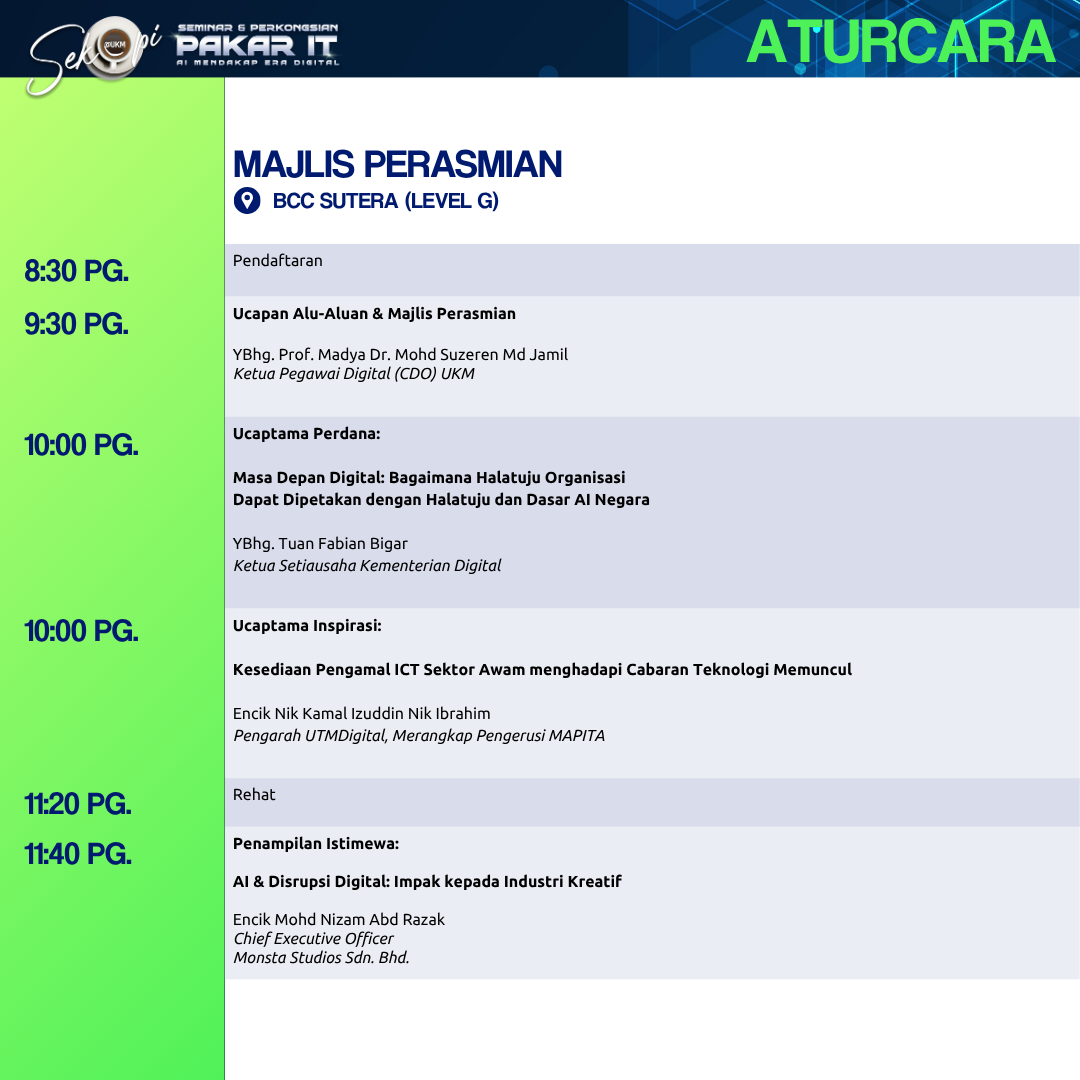 Sekopi
@UKM
SEMINAR & PERKONGSIAN
PAKAR IT
AI MENDAKAP ERA DIGITAL
ATURCARA
MAJLIS PERASMIAN
BCC SUTERA (LEVEL G)
8:30 PG.
Pendaftaran
9:30 PG.
Ucapan Alu-Aluan & Majlis Perasmian
YBhg. Prof. Madya Dr. Mohd Suzeren Md Jamil
Ketua Pegawai Digital (CDO) UKM
10:00 PG.
Ucaptama Perdana:
Masa Depan Digital: Bagaimana Halatuju Organisasi
Dapat Dipetakan dengan Halatuju dan Dasar AI Negara
YBhg. Tuan Fabian Bigar
Ketua Setiausaha Kementerian Digital
10:00 PG.
Ucaptama Inspirasi:
Kesediaan Pengamal ICT Sektor Awam menghadapi Cabaran Teknologi Memuncul
Encik Nik Kamal Izuddin Nik Ibrahim
Pengarah UTMDigital, Merangkap Pengerusi MAPITA
11:20 PG.
Rehat
11:40 PG.
Penampilan Istimewa:
AI & Disrupsi Digital: Impak kepada Industri Kreatif
Encik Mohd Nizam Abd Razak
Chief Executive Officer
Monsta Studios Sdn. Bhd.